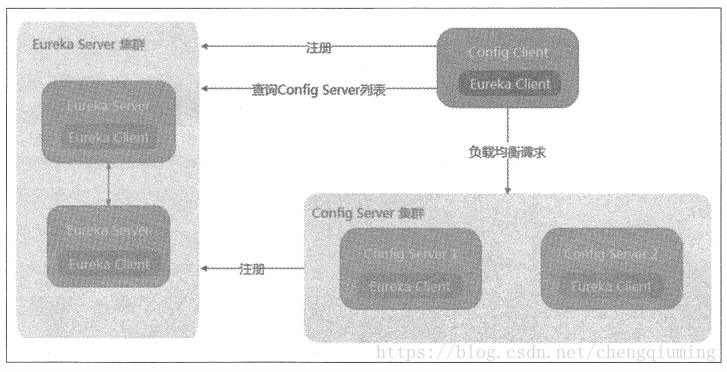 Eureka Server 集群
注册
Config Client
Eureka Client
查询Config Server列表
Eureka Server
Eureka Client
负载均衡请求
Eureka Server
Eureka Client
Config Server 集群
注册
Config Server 1
Eureka Client
Config Server 2
Eureka Client
https://blog.csdn.net/chengqiuming